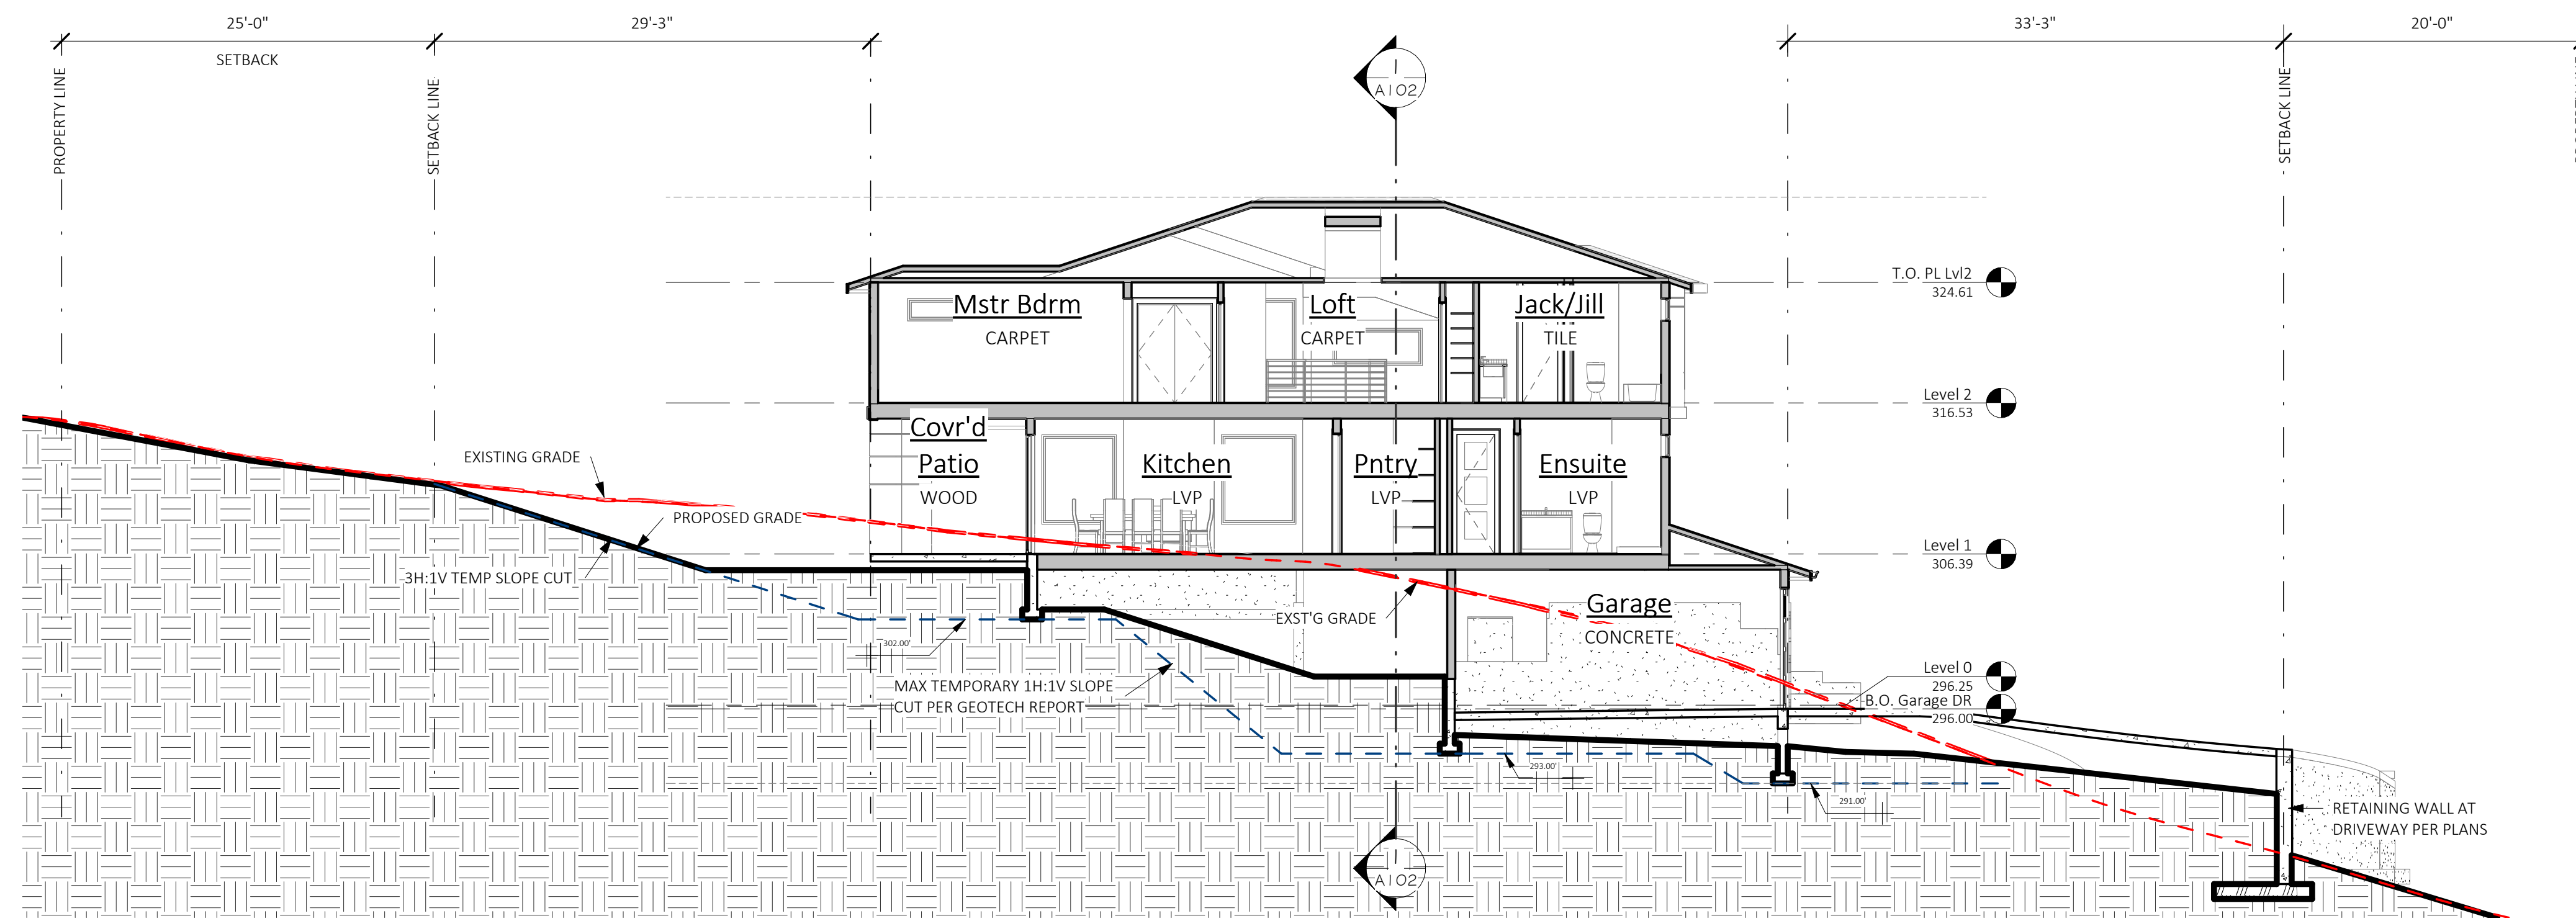 25'-0"
29'-3"
33'-3"
20'-0"
SETBACK
PROPERTY LINE
SETBACK LINE
SETBACK LINE
A102
T.O. PL Lvl2
324.61
Mstr Bdrm
CARPET
Loft
CARPET
Jack/Jill
TILE
Level 2
316.53
Covr'd
Patio
WOOD
Kitchen
LVP
Pntry
LVP
Ensuite
LVP
EXISTING GRADE
PROPOSED GRADE
3H:1V TEMP SLOPE CUT
Level 1
306.39
Garage
CONCRETE
EXST'G GRADE
302.00'
MAX TEMPORARY 1H:1V SLOPE
CUT PER GEOTECH REPORT
Level 0
296.25
B.O. Garage DR
296.00
293.00'
291.00'
RETAINING WALL AT
DRIVEWAY PER PLANS
A102